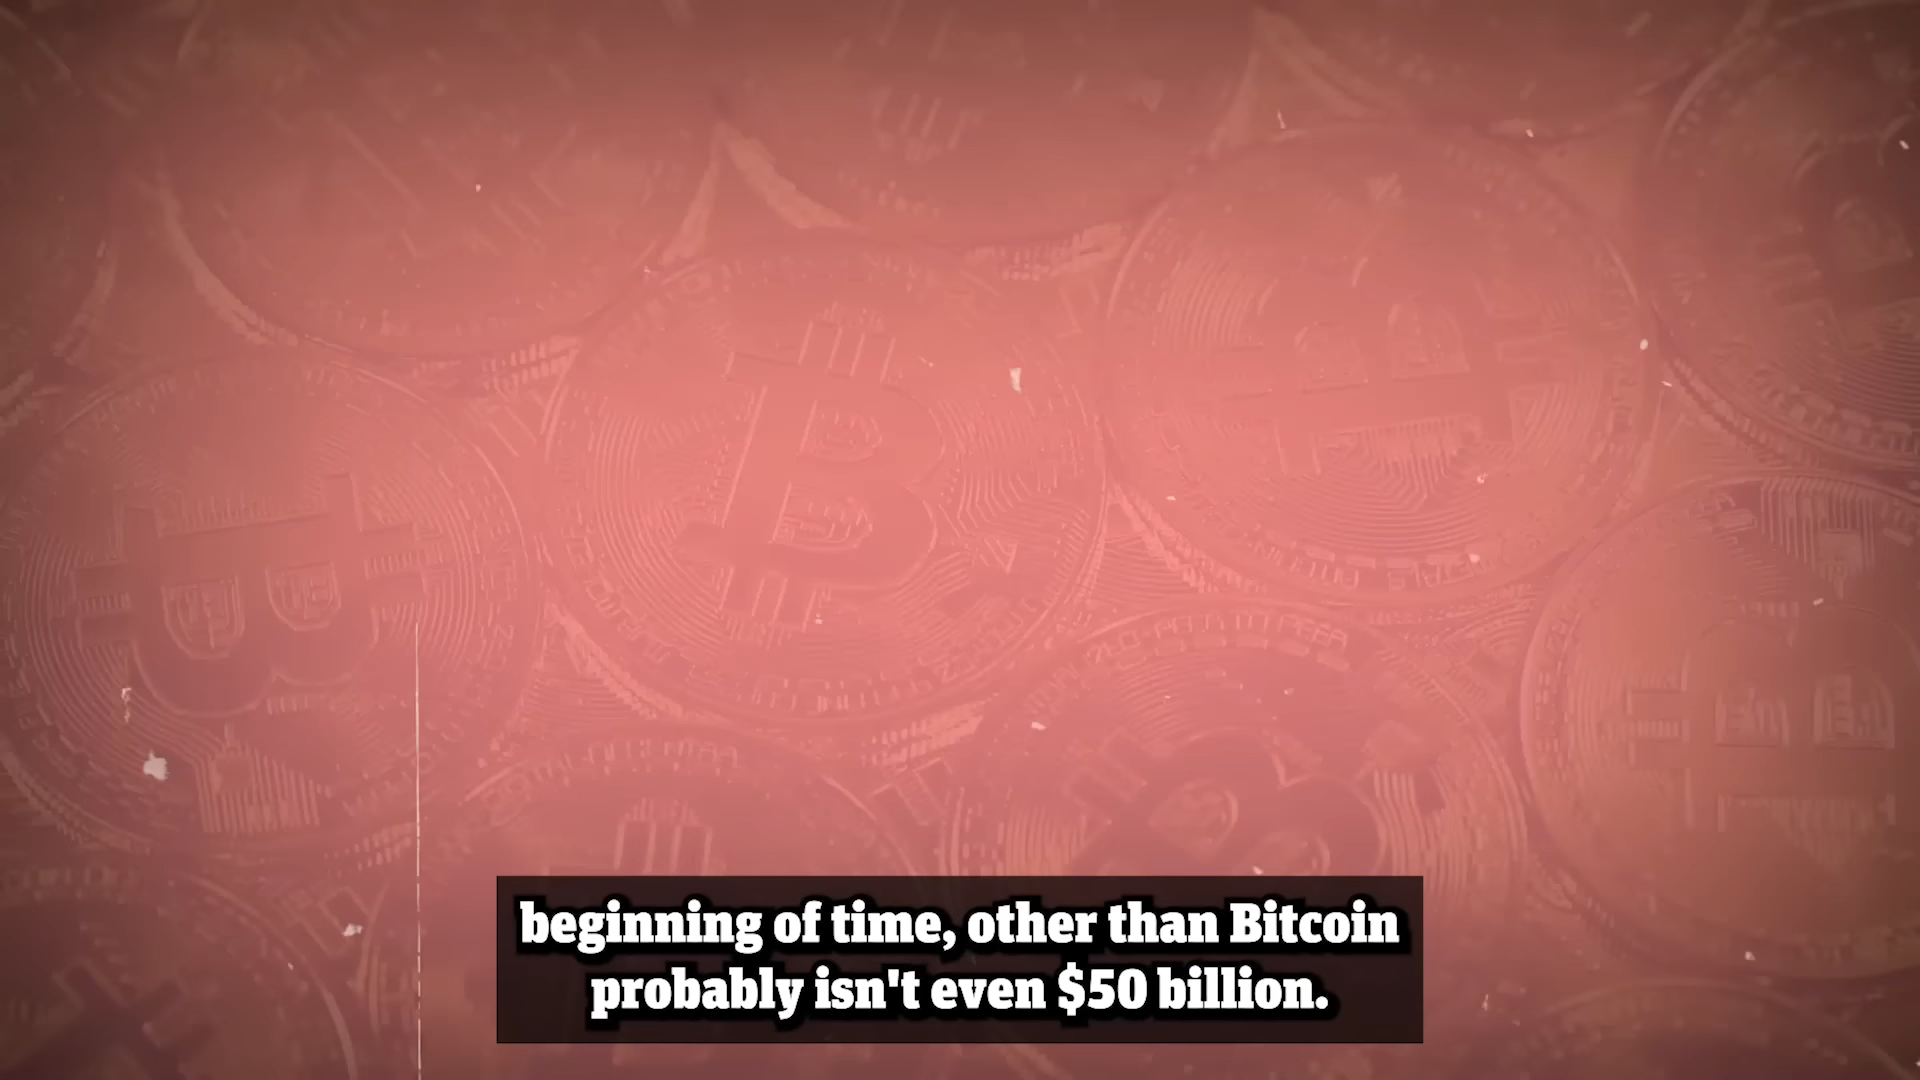 beginning of time, other than Bitcoin
probably isn't even $50 billion.